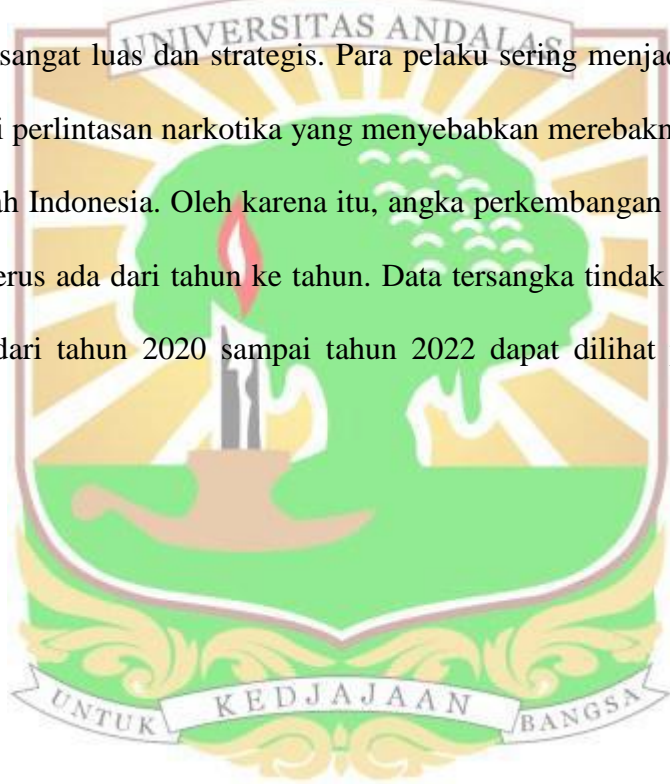 UNIVERSITAS ANDALAS
sangat luas dan strategis. Para pelaku sering menjad
perlintasan narkotika yang menyebabkan merebakn
ah Indonesia. Oleh karena itu, angka perkembangan
erus ada dari tahun ke tahun. Data tersangka tindak
dari tahun 2020 sampai tahun 2022 dapat dilihat
UNTUK KEDJAJAAN BANGSA